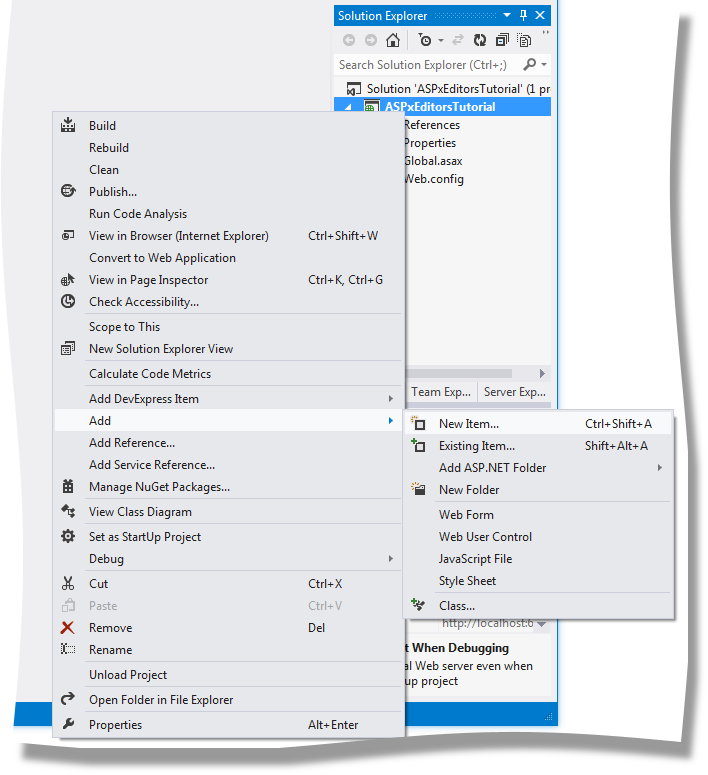 Solution Explorer
Search Solution Explorer (Ctrl+;)
Solution 'ASPxEditorsTutorial' (1 pr
ASPxEditorsTutorial
References
Properties
Global.asax
Web.config
Build
Rebuild
Clean
Publish...
Run Code Analysis
View in Browser (Internet Explorer) Ctrl+Shift+W
Convert to Web Application
View in Page Inspector Ctrl+K, Ctrl+G
Check Accessibility...
Scope to This
New Solution Explorer View
Calculate Code Metrics
Add DevExpress Item
Add
Add Reference...
Add Service Reference...
Manage NuGet Packages...
View Class Diagram
Set as StartUp Project
Debug
Cut Ctrl+X
Paste Ctrl+V
Remove Del
Rename
Unload Project
Open Folder in File Explorer
Properties Alt+Enter
Team Exp... Server Exp...
New Item... Ctrl+Shift+A
Existing Item... Shift+Alt+A
Add ASP.NET Folder
New Folder
Web Form
Web User Control
JavaScript File
Style Sheet
Class...
http://localhost:6
t When Debugging
al Web server even when
up project